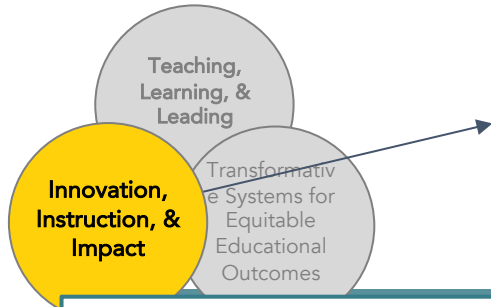 Teaching,
Learning, &
Leading
Innovation,
Instruction, &
Impact
Transformativ
e Systems for
Equitable
Educational
Outcomes